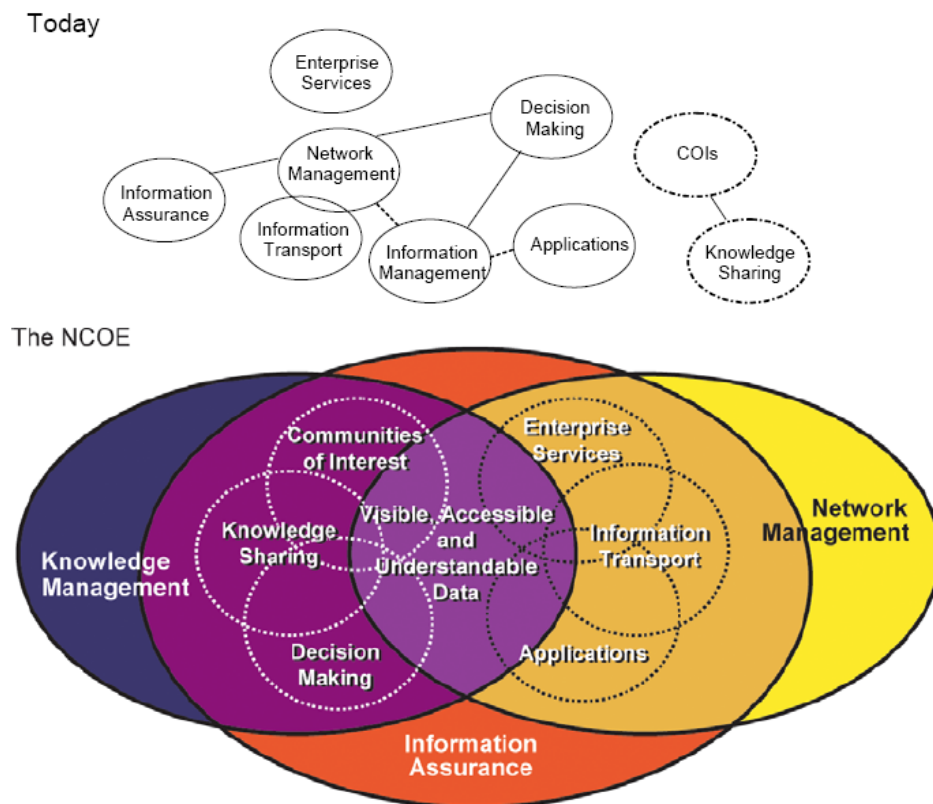 Today
Enterprise
Services
Decision
Making
COIs
Network
Management
Information
Assurance
Information
Transport
Information
Management
Applications
Knowledge
Sharing
The NCOE
Communities
of Interest
Enterprise
Services
Visible, Accessible
and
Understandable
Data
Knowledge
Sharing
Information
Transport
Network
Management
Knowledge
Management
Decision
Making
Applications
Information
Assurance